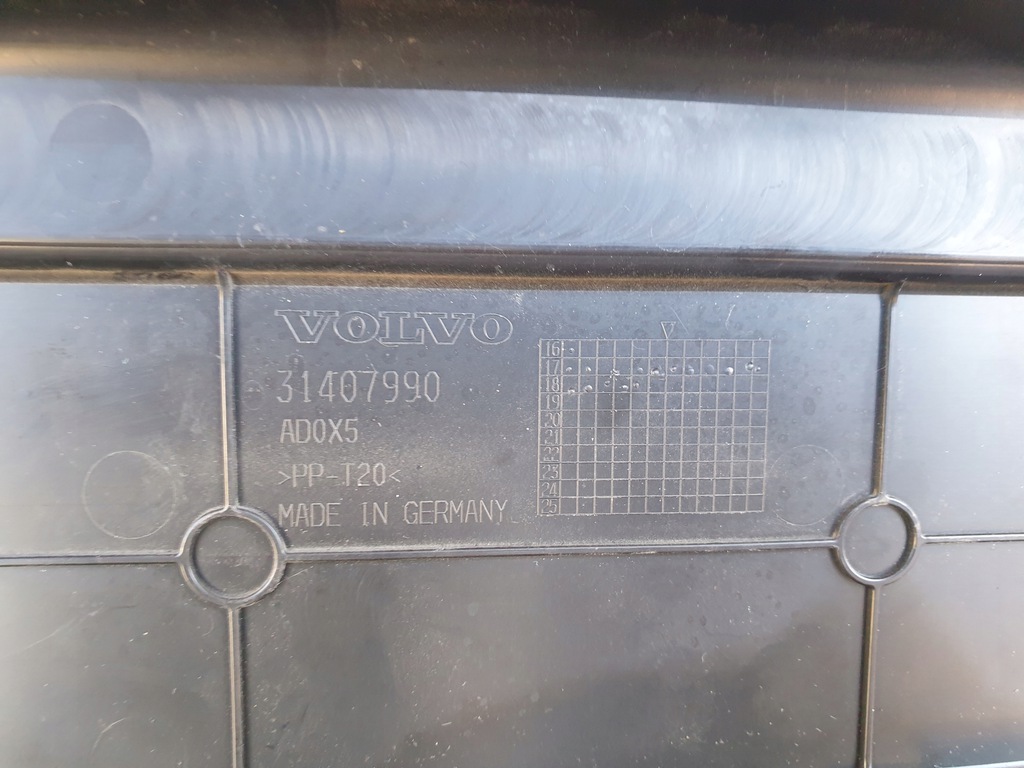 VOLVO
31407990
AD0X5
>PP-T20<
MADE IN GERMANY
16
17
18
19
20
21
22
23
24
25